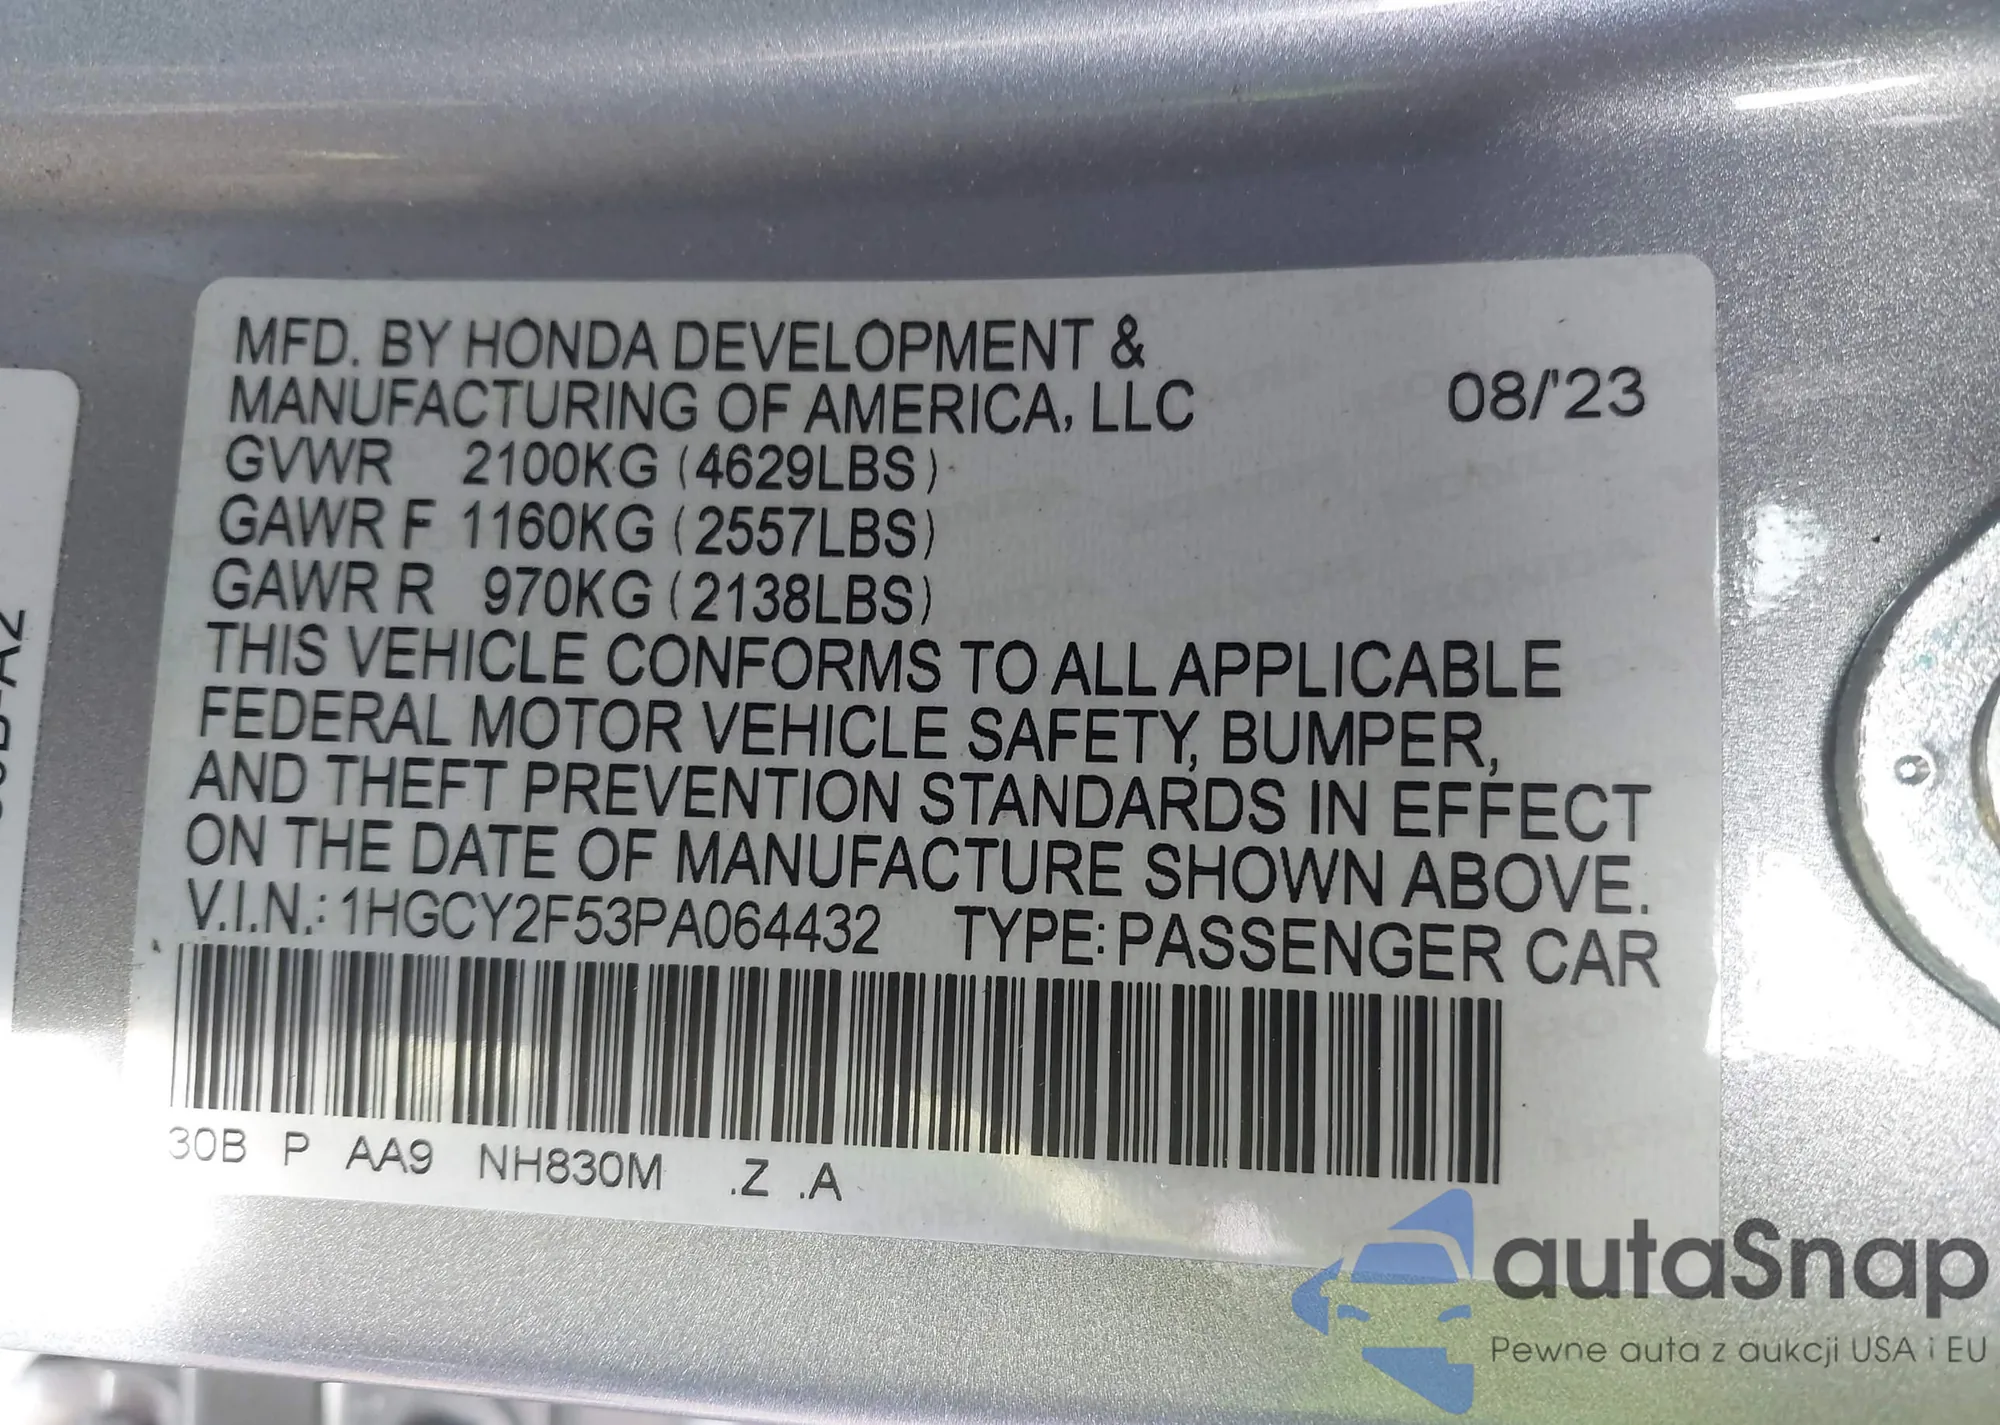 MFD. BY HONDA DEVELOPMENT &
MANUFACTURING OF AMERICA, LLC 08/'23
GVWR 2100KG (4629LBS)
GAWR F 1160KG (2557LBS)
GAWR R 970KG (2138LBS)
THIS VEHICLE CONFORMS TO ALL APPLICABLE
FEDERAL MOTOR VEHICLE SAFETY, BUMPER,
AND THEFT PREVENTION STANDARDS IN EFFECT
ON THE DATE OF MANUFACTURE SHOWN ABOVE.
V.I.N.: 1HGCY2F53PA064432 TYPE: PASSENGER CAR
30B P AA9 NH830M .Z .A
autaSnap
Pewne auta z aukcji USA i EU